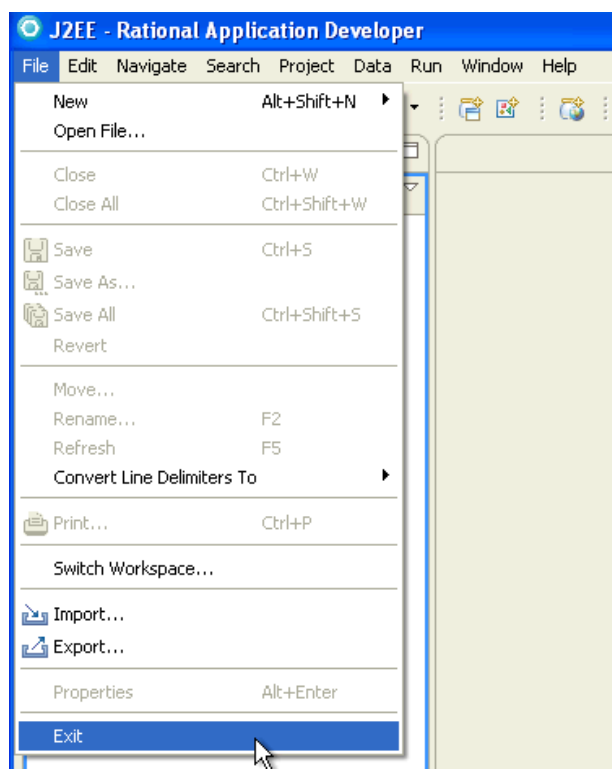 J2EE - Rational Application Developer
File Edit Navigate Search Project Data Run Window Help
New Alt+Shift+N
Open File...
Close Ctrl+W
Close All Ctrl+Shift+W
Save Ctrl+S
Save As...
Save All Ctrl+Shift+S
Revert
Move...
Rename... F2
Refresh F5
Convert Line Delimiters To
Print... Ctrl+P
Switch Workspace...
Import...
Export...
Properties Alt+Enter
Exit